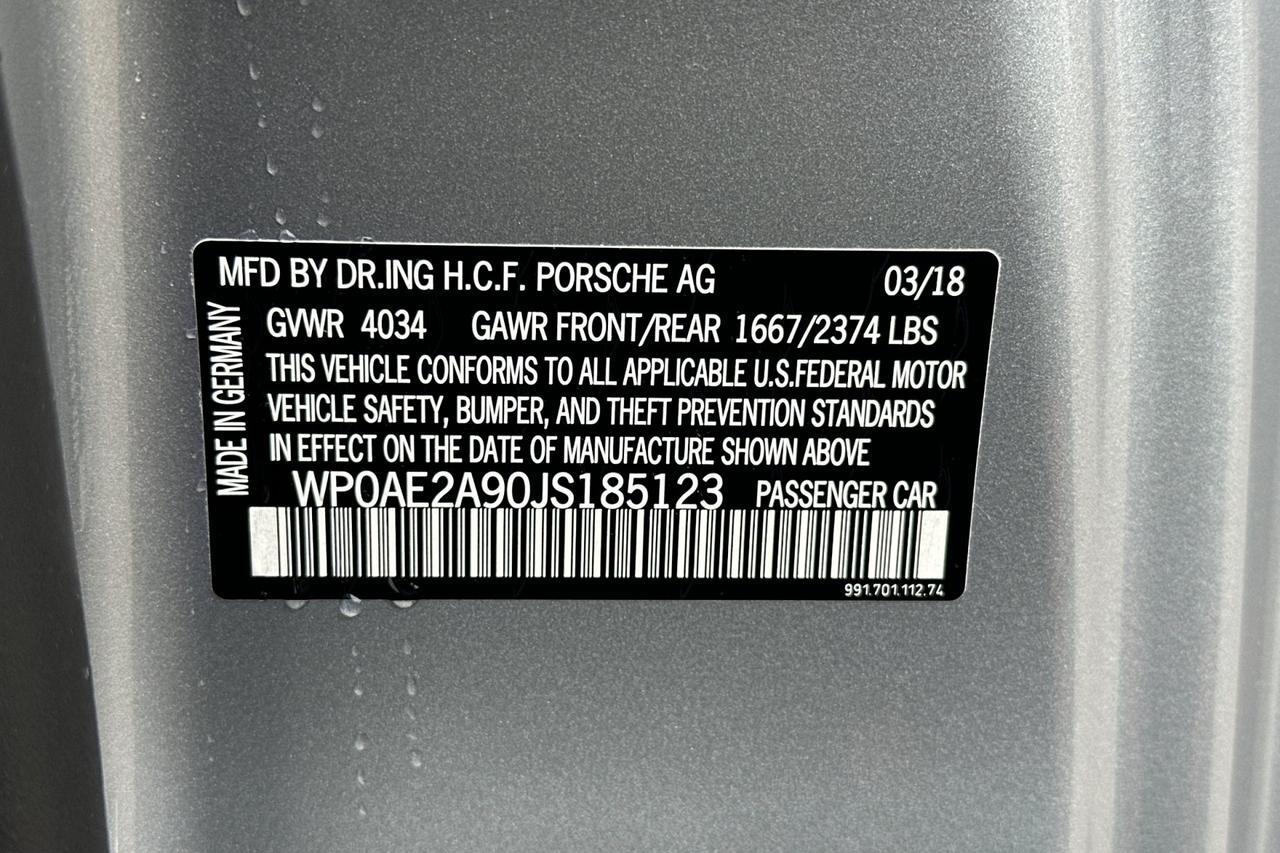 MFD BY DR.ING H.C.F. PORSCHE AG 03/18
MADE IN GERMANY
GVWR 4034 GAWR FRONT/REAR 1667/2374 LBS
THIS VEHICLE CONFORMS TO ALL APPLICABLE U.S.FEDERAL MOTOR
VEHICLE SAFETY, BUMPER, AND THEFT PREVENTION STANDARDS
IN EFFECT ON THE DATE OF MANUFACTURE SHOWN ABOVE
WP0AE2A90JS185123 PASSENGER CAR
991.701.112.74